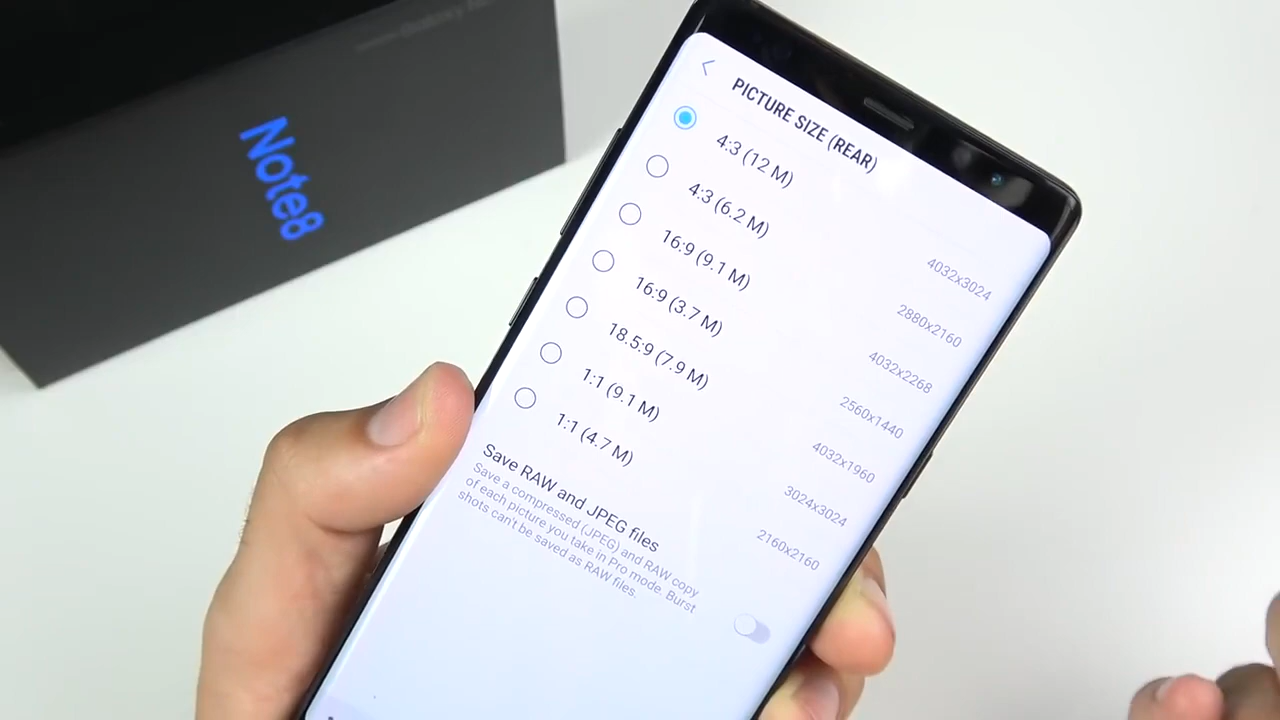 Note8
PICTURE SIZE (REAR)
4:3 (12 M)
4032x3024
4:3 (6.2 M)
2880x2160
16:9 (9.1 M)
4032x2268
16:9 (3.7 M)
2560x1440
18.5:9 (7.9 M)
4032x1960
1:1 (9.1 M)
3024x3024
1:1 (4.7 M)
2160x2160
Save RAW and JPEG files
Save a compressed (JPEG) and RAW copy
of each picture you take in Pro mode. Burst
shots can't be saved as RAW files.